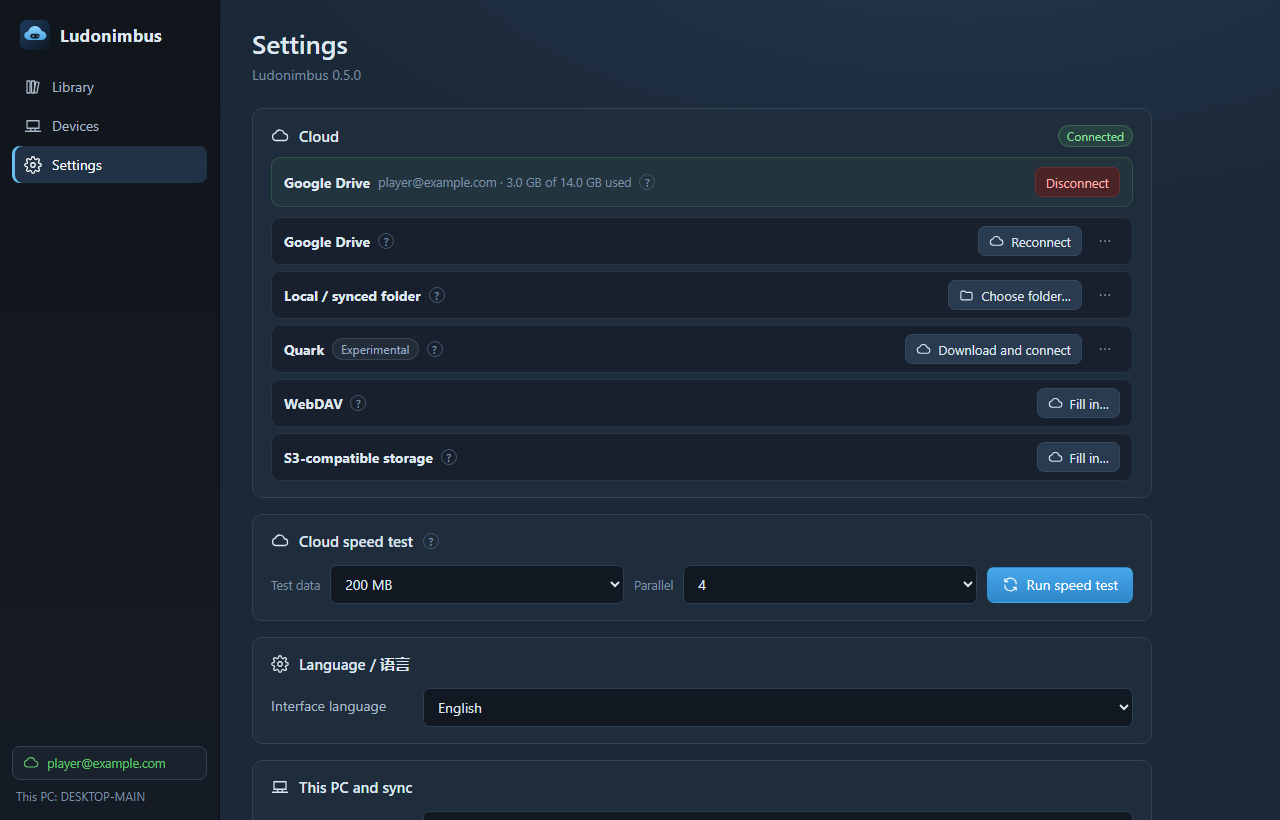 Ludonimbus
Library
Devices
Settings
player@example.com
This PC: DESKTOP-MAIN
Settings
Ludonimbus 0.5.0
Cloud
Connected
Google Drive player@example.com · 3.0 GB of 14.0 GB used ?
Disconnect
Google Drive ?
Reconnect ...
Local / synced folder ?
Choose folder... ...
Quark Experimental ?
Download and connect ...
WebDAV ?
Fill in...
S3-compatible storage ?
Fill in...
Cloud speed test ?
Test data 200 MB Parallel 4 Run speed test
Language / 语言
Interface language English
This PC and sync